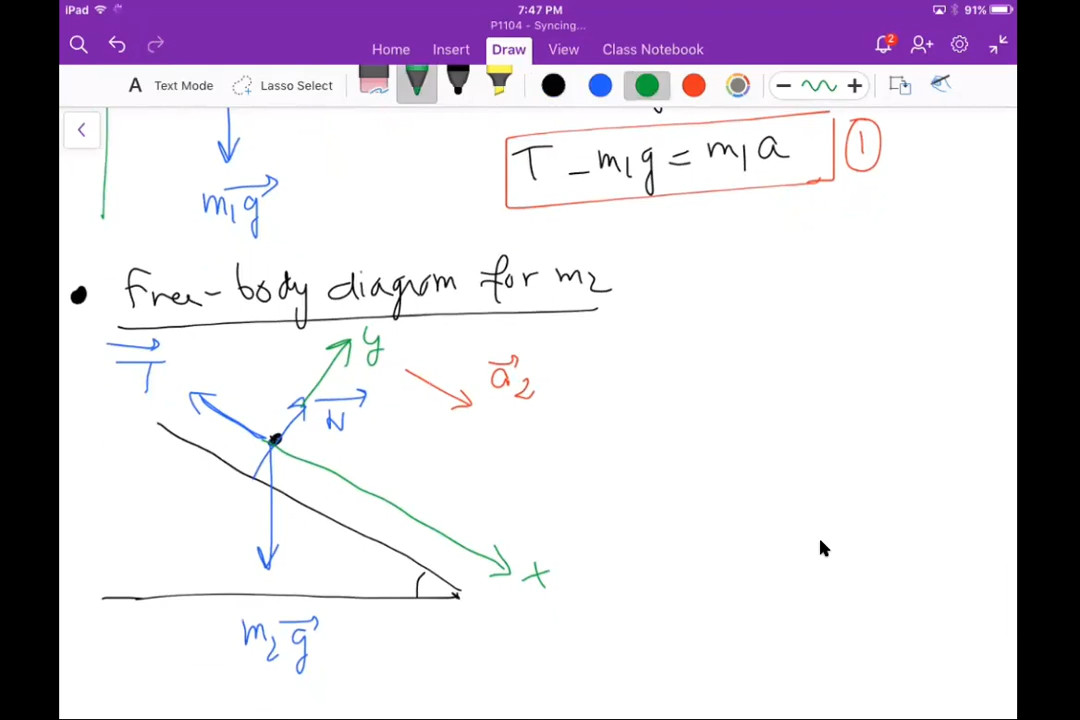 iPad 7:47 PM 91%
P1104 - Syncing...
Home Insert Draw View Class Notebook 2
A Text Mode Lasso Select
T - m1g = m1a 1
m1g
Free-body diagram for m2
T
y
a2
N
x
m2g